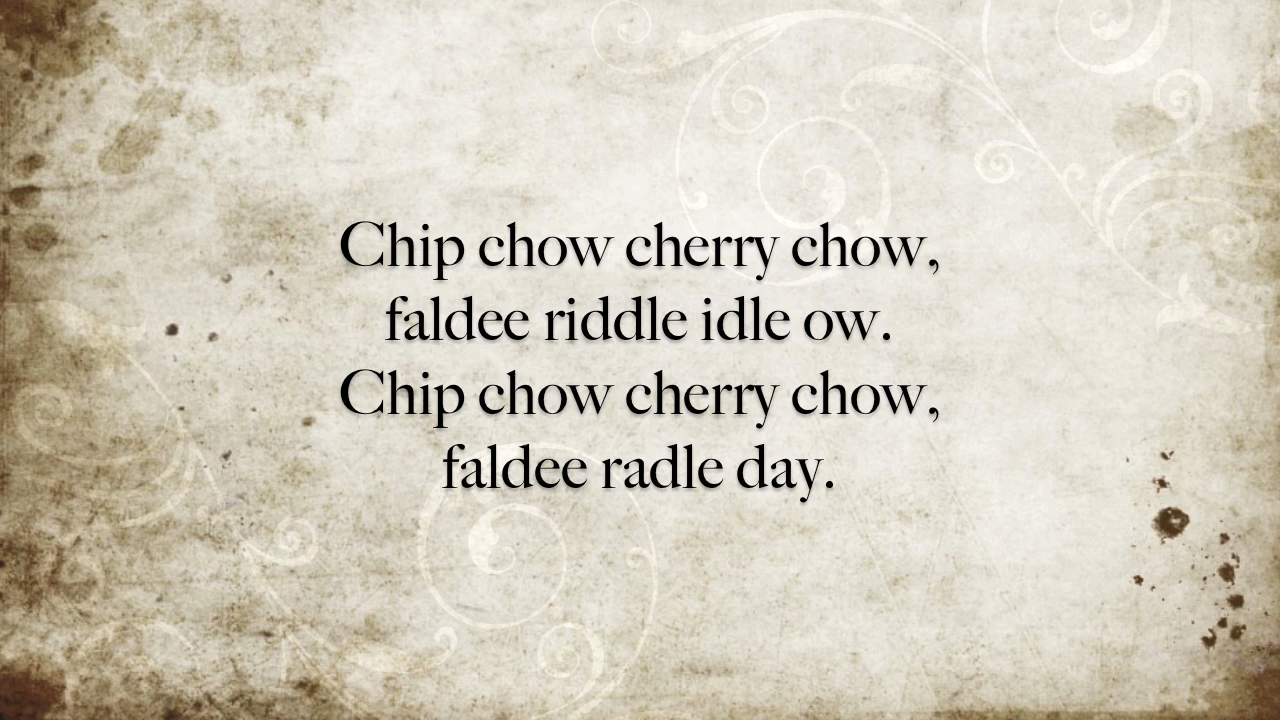 Chip chow cherry chow,
faldee riddle idle ow.
Chip chow cherry chow,
faldee radle day.